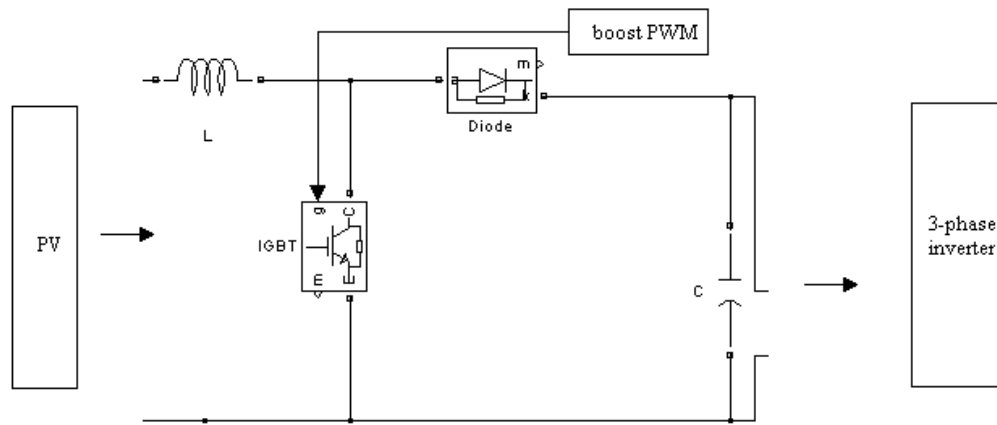 boost PWM
m
a
k
Diode
L
PV
g
C
IGBT
m
E
C
3-phase
inverter